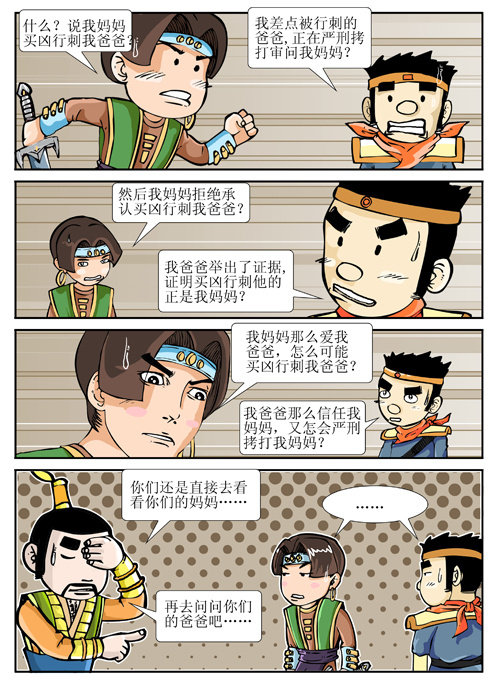 什么？说我妈妈
买凶行刺我爸爸？
我差点被行刺的
爸爸,正在严刑拷
打审问我妈妈？
然后我妈妈拒绝承
认买凶行刺我爸爸？
我爸爸举出了证据,
证明买凶行刺他的
正是我妈妈？
我妈妈那么爱我
爸爸，怎么可能
买凶行刺我爸爸？
我爸爸那么信任我
妈妈，又怎会严刑
拷打我妈妈？
你们还是直接去看
看你们的妈妈……
……
再去问问你们
的爸爸吧……